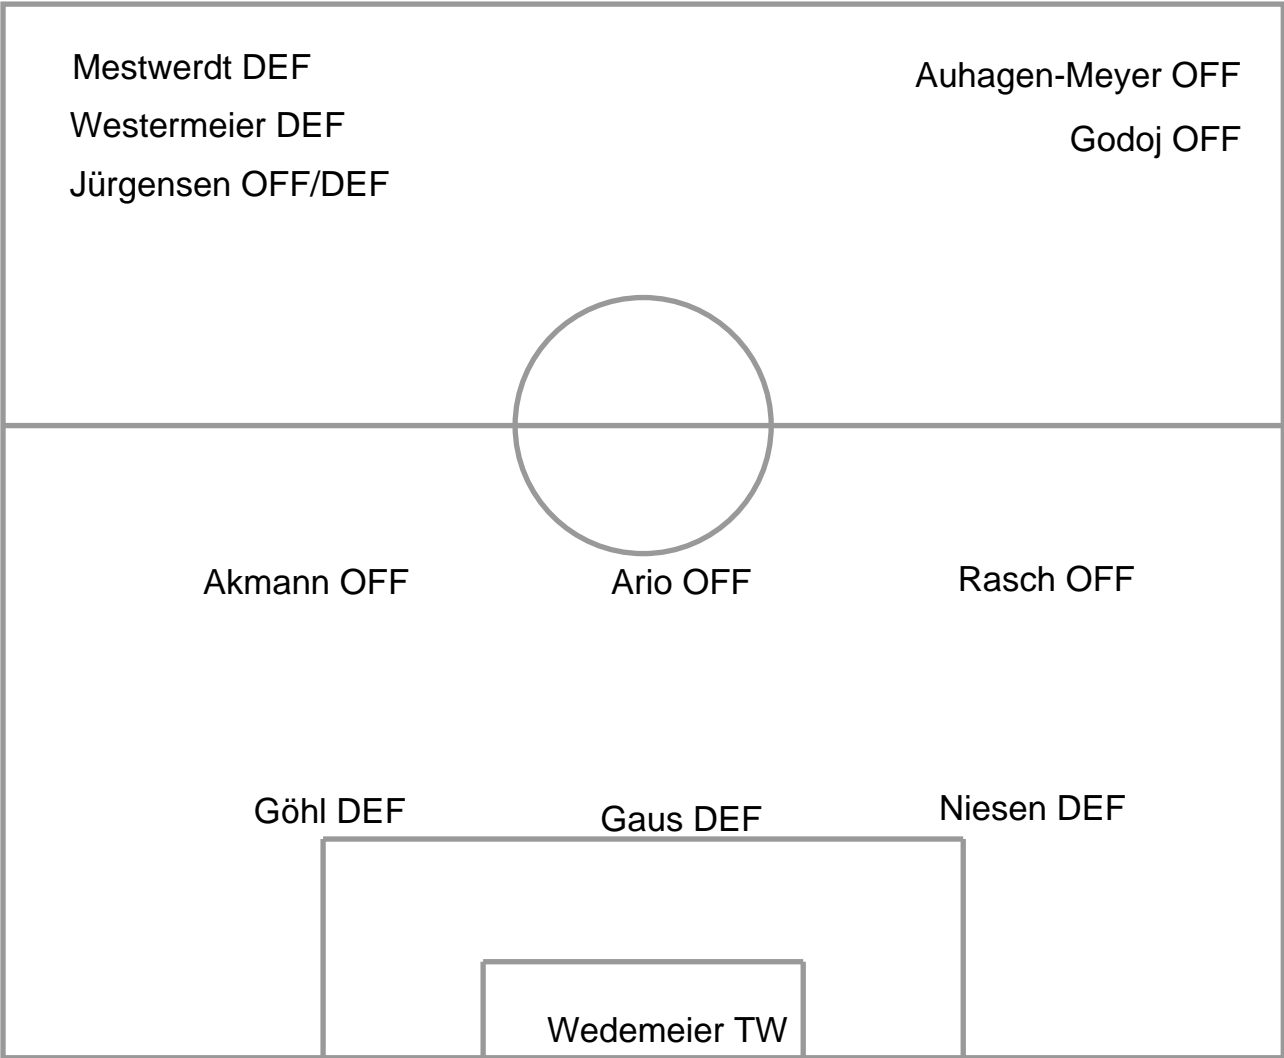 Mestwerdt DEF
Auhagen-Meyer OFF
Westermeier DEF
Godoj OFF
Jürgensen OFF/DEF
Akmann OFF
Ario OFF
Rasch OFF
Göhl DEF
Gaus DEF
Niesen DEF
Wedemeier TW